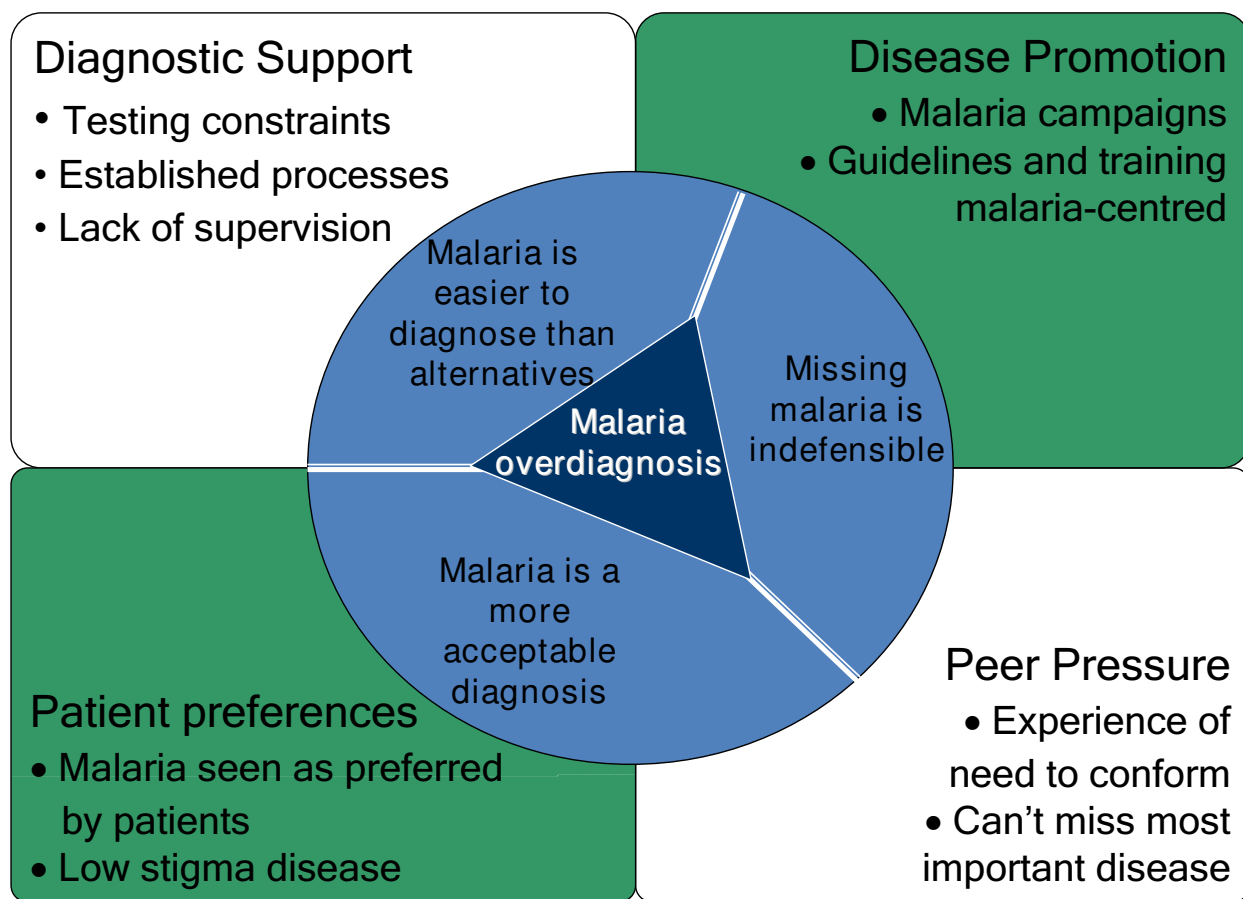 Diagnostic Support
• Testing constraints
• Established processes
• Lack of supervision
Disease Promotion
• Malaria campaigns
• Guidelines and training
malaria-centred
Malaria is
easier to
diagnose than
alternatives
Missing
malaria is
indefensible
Malaria
overdiagnosis
Malaria is a
more
acceptable
diagnosis
Patient preferences
• Malaria seen as preferred
by patients
• Low stigma disease
Peer Pressure
• Experience of
need to conform
• Can’t miss most
important disease